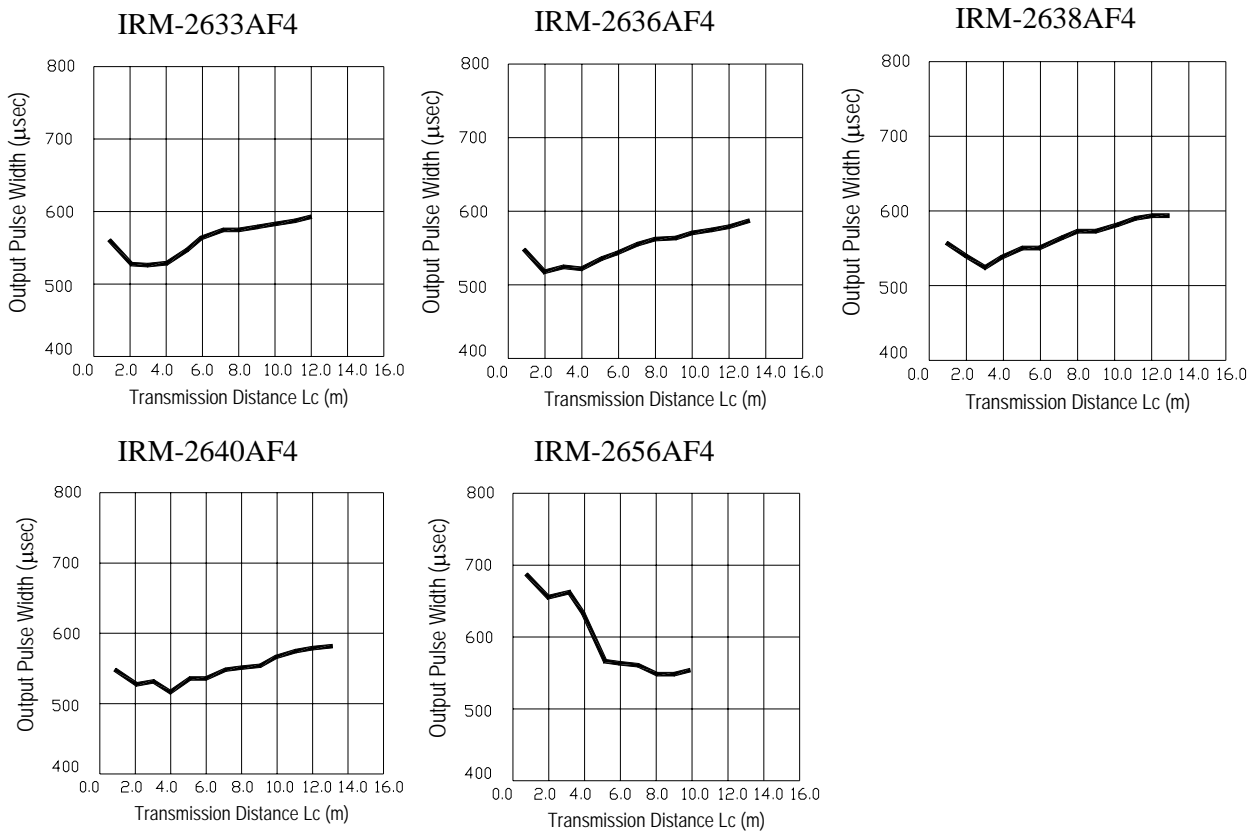 IRM-2633AF4
800
700
600
500
400
0.0 2.0 4.0 6.0 8.0 10.0 12.0 14.0 16.0
Output Pulse Width (μsec)
Transmission Distance Lc (m)
IRM-2636AF4
800
700
600
500
400
0.0 2.0 4.0 6.0 8.0 10.0 12.0 14.0 16.0
Output Pulse Width (μsec)
Transmission Distance Lc (m)
IRM-2638AF4
800
700
600
500
400
0.0 2.0 4.0 6.0 8.0 10.0 12.0 14.0 16.0
Output Pulse Width (μsec)
Transmission Distance Lc (m)
IRM-2640AF4
800
700
600
500
400
0.0 2.0 4.0 6.0 8.0 10.0 12.0 14.0 16.0
Output Pulse Width (μsec)
Transmission Distance Lc (m)
IRM-2656AF4
800
700
600
500
400
0.0 2.0 4.0 6.0 8.0 10.0 12.0 14.0 16.0
Output Pulse Width (μsec)
Transmission Distance Lc (m)